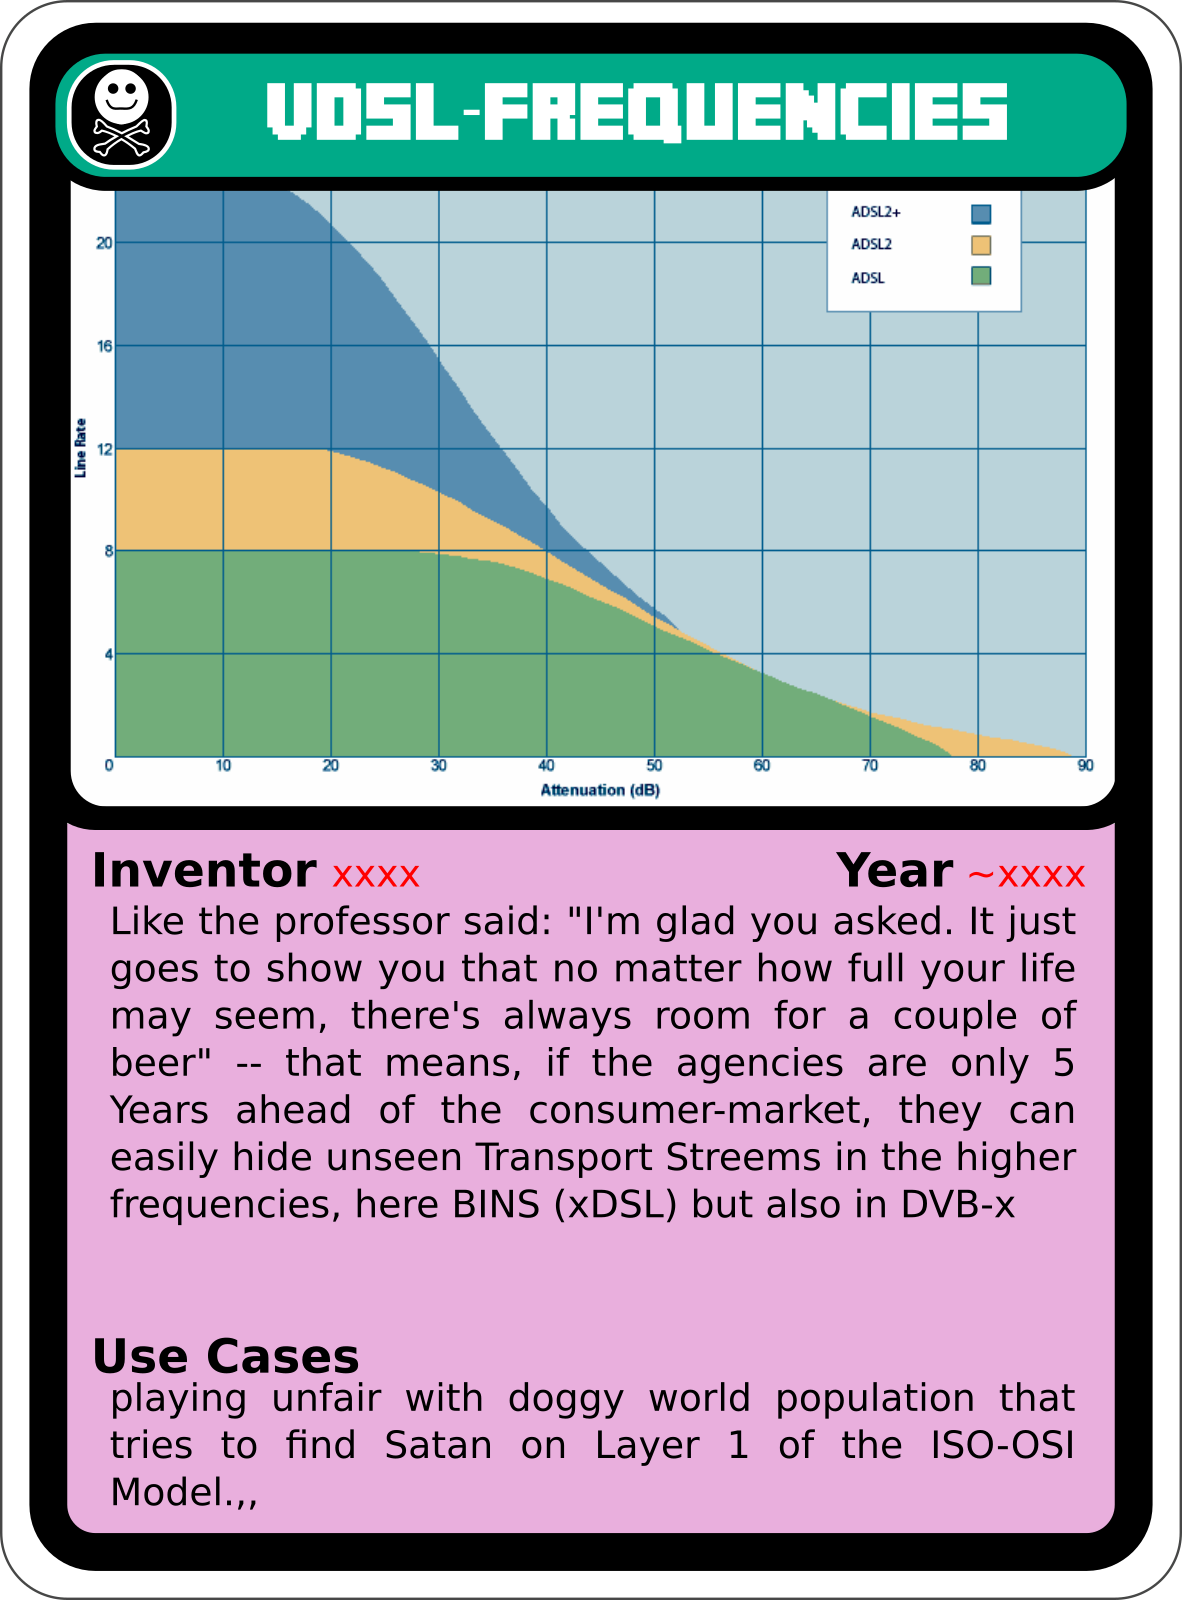 VDSL-FREQUENCIES
ADSL2+
ADSL2
ADSL
20
16
12
8
4
Line Rate
0 10 20 30 40 50 60 70 80 90
Attenuation (dB)
Inventor xxxx Year ~xxxx
Like the professor said: "I'm glad you asked. It just
goes to show you that no matter how full your life
may seem, there's always room for a couple of
beer" -- that means, if the agencies are only 5
Years ahead of the consumer-market, they can
easily hide unseen Transport Streems in the higher
frequencies, here BINS (xDSL) but also in DVB-x
Use Cases
playing unfair with doggy world population that
tries to find Satan on Layer 1 of the ISO-OSI
Model.,,